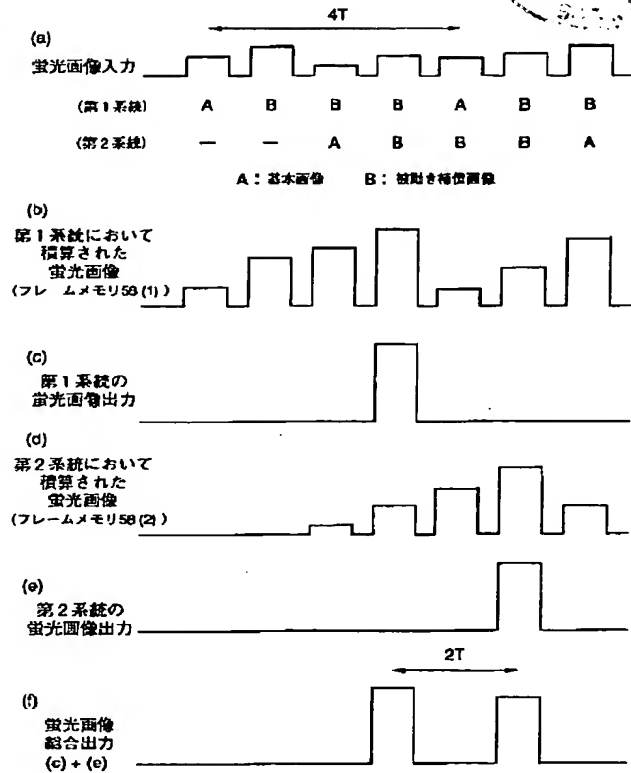 4T
(a)
蛍光画像入力
(第1系統) A B B B A B B
(第2系統) — — A B B B A
A：基本画像 B：被動き補償画像
(b)
第1系統において
積算された
蛍光画像
(フレームメモリ58(1))
(c)
第1系統の
蛍光画像出力
(d)
第2系統において
積算された
蛍光画像
(フレームメモリ58(2))
(e)
第2系統の
蛍光画像出力
2T
(f)
蛍光画像
総合出力
(c)+(e)